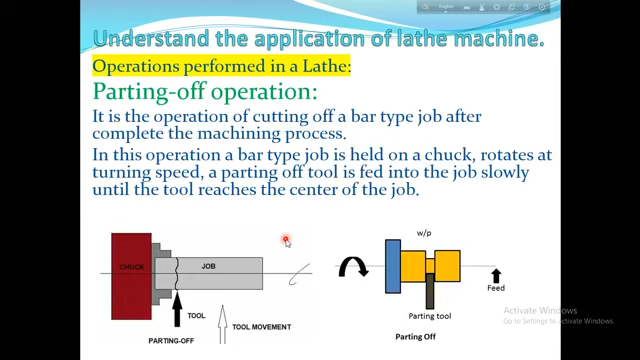 English
Understand the application of lathe machine.
Operations performed in a Lathe:
Parting-off operation:
It is the operation of cutting off a bar type job after
complete the machining process.
In this operation a bar type job is held on a chuck, rotates at
turning speed, a parting off tool is fed into the job slowly
until the tool reaches the center of the job.
CHUCK
JOB
TOOL
TOOL MOVEMENT
PARTING-OFF
w/p
Feed
Parting tool
Parting Off
Activate Windows
Go to Settings to activate Windows.